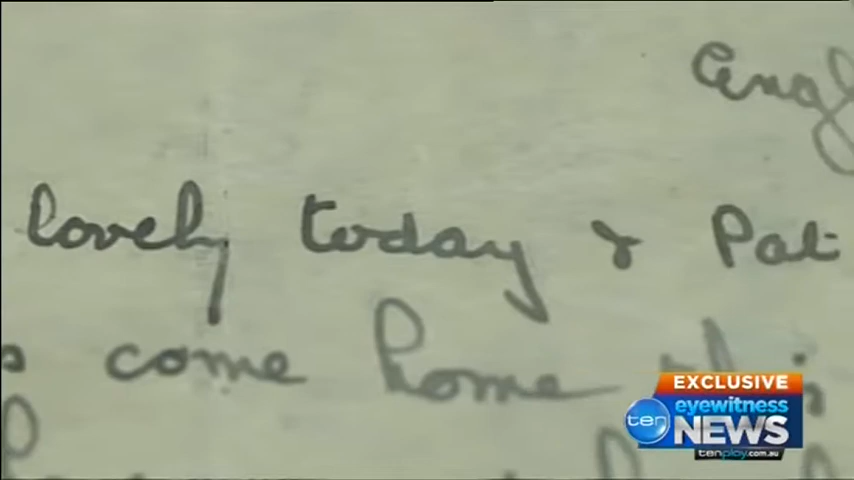 lovely today & Pat
come home
EXCLUSIVE
ten eyewitness
NEWS
tenplay.com.au